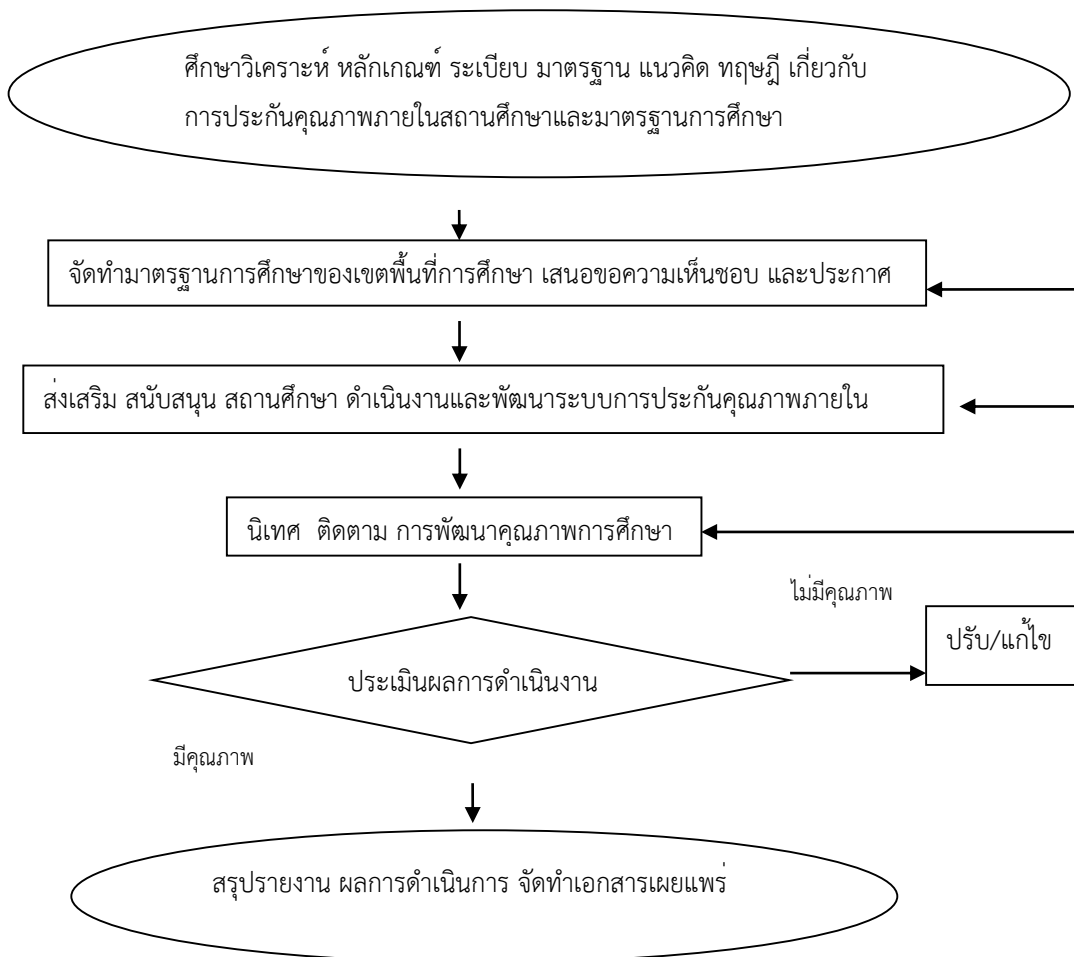 ศึกษาวิเคราะห์ หลักเกณฑ์ ระเบียบ มาตรฐาน แนวคิด ทฤษฎี เกี่ยวกับ
การประกันคุณภาพภายในสถานศึกษาและมาตรฐานการศึกษา
จัดทำมาตรฐานการศึกษาของเขตพื้นที่การศึกษา เสนอขอความเห็นชอบ และประกาศ
ส่งเสริม สนับสนุน สถานศึกษา ดำเนินงานและพัฒนาระบบการประกันคุณภาพภายใน
นิเทศ ติดตาม การพัฒนาคุณภาพการศึกษา
ไม่มีคุณภาพ
ปรับ/แก้ไข
ประเมินผลการดำเนินงาน
มีคุณภาพ
สรุปรายงาน ผลการดำเนินการ จัดทำเอกสารเผยแพร่